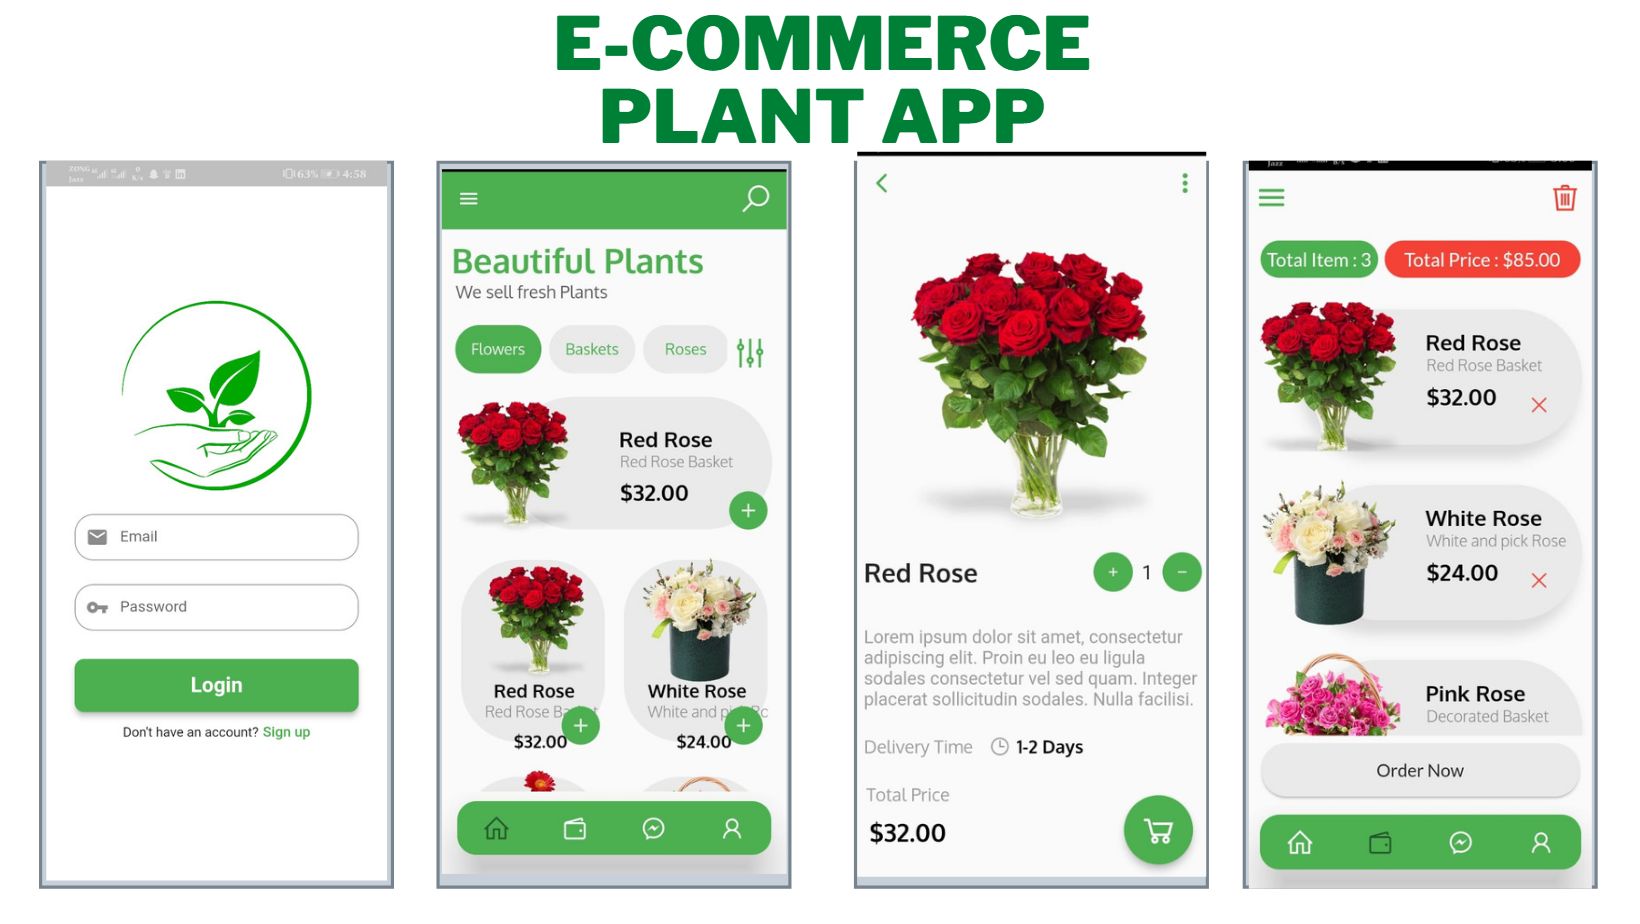 E-COMMERCE
PLANT APP
ZONG
Jazz
63%
4:58
Email
Password
Login
Don't have an account? Sign up
Beautiful Plants
We sell fresh Plants
Flowers
Baskets
Roses
Red Rose
Red Rose Basket
$32.00
Red Rose
White Rose
Red Rose
White and
$32.00
$24.00
Red Rose
1
Lorem ipsum dolor sit amet, consectetur
adipiscing elit. Proin eu leo eu ligula
sodales consectetur vel sed quam. Integer
placerat sollicitudin sodales. Nulla facilisi.
Delivery Time 1-2 Days
Total Price
$32.00
Jazz
Total Item : 3
Total Price : $85.00
Red Rose
Red Rose Basket
$32.00
White Rose
White and pick Rose
$24.00
Pink Rose
Decorated Basket
Order Now